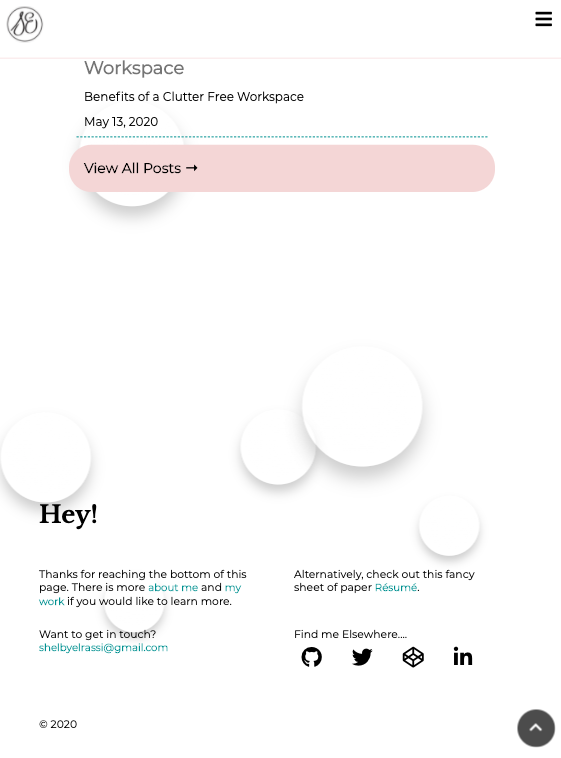 Workspace
Benefits of a Clutter Free Workspace
May 13, 2020
View All Posts →
Hey!
Thanks for reaching the bottom of this
page. There is more about me and my
work if you would like to learn more.
Want to get in touch?
shelbyelrassi@gmail.com
Alternatively, check out this fancy
sheet of paper Résumé.
Find me Elsewhere....
© 2020